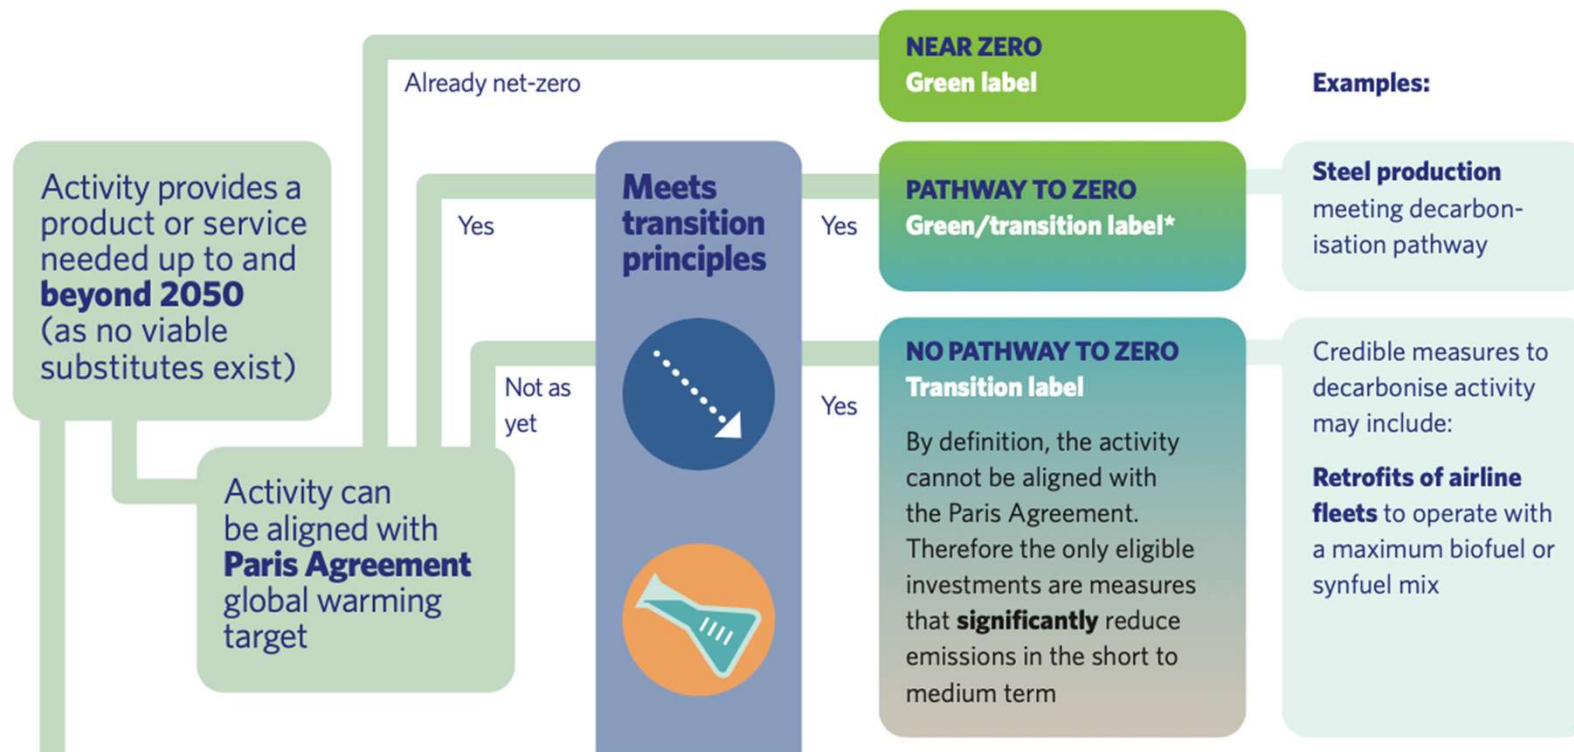 Activity provides a
product or service
needed up to and
beyond 2050
(as no viable
substitutes exist)
Activity can
be aligned with
Paris Agreement
global warming
target
Already net-zero
Yes
Not as
yet
Meets
transition
principles
Yes
Yes
NEAR ZERO
Green label
PATHWAY TO ZERO
Green/transition label*
NO PATHWAY TO ZERO
Transition label
By definition, the activity
cannot be aligned with
the Paris Agreement.
Therefore the only eligible
investments are measures
that significantly reduce
emissions in the short to
medium term
Examples:
Steel production
meeting decarbon-
isation pathway
Credible measures to
decarbonise activity
may include:
Retrofits of airline
fleets to operate with
a maximum biofuel or
synfuel mix